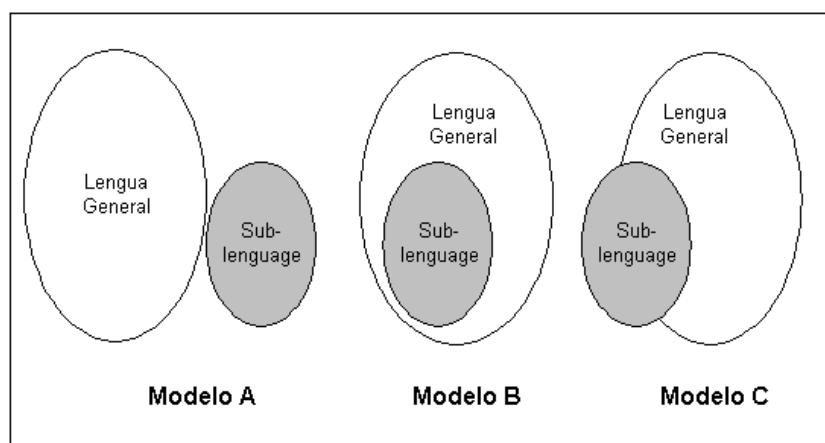 Lengua
General
Sub-
lenguage
Modelo A
Lengua
General
Sub-
lenguage
Modelo B
Lengua
General
Sub-
lenguage
Modelo C